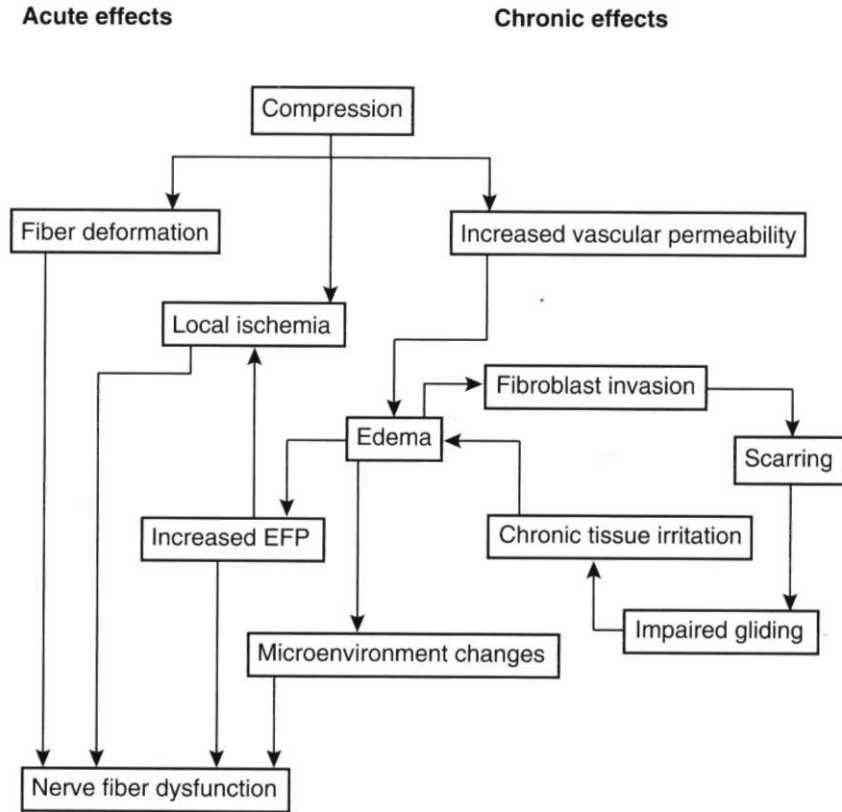 Acute effects
Chronic effects
Compression
Fiber deformation
Increased vascular permeability
Local ischemia
Fibroblast invasion
Edema
Scarring
Increased EFP
Chronic tissue irritation
Impaired gliding
Microenvironment changes
Nerve fiber dysfunction